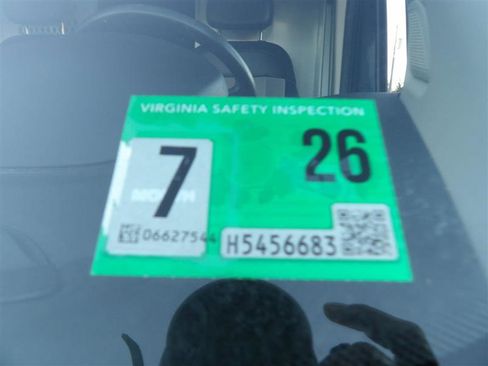 VIRGINIA SAFETY INSPECTION
7
26
MONTH
06627544
H5456683